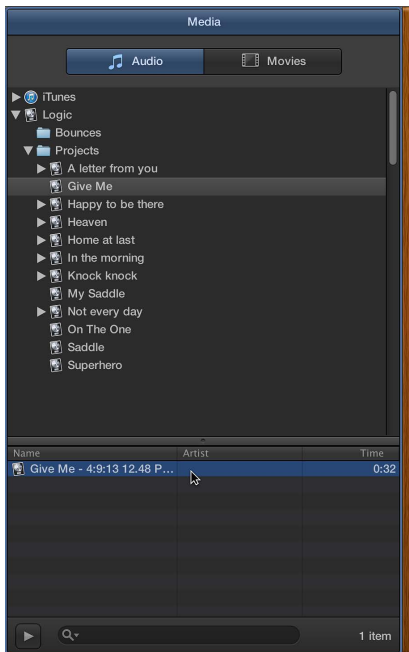 Media
Audio Movies
iTunes
Logic
Bounces
Projects
A letter from you
Give Me
Happy to be there
Heaven
Home at last
In the morning
Knock knock
My Saddle
Not every day
On The One
Saddle
Superhero
Name Artist Time
Give Me - 4:9:13 12.48 P... 0:32
1 item